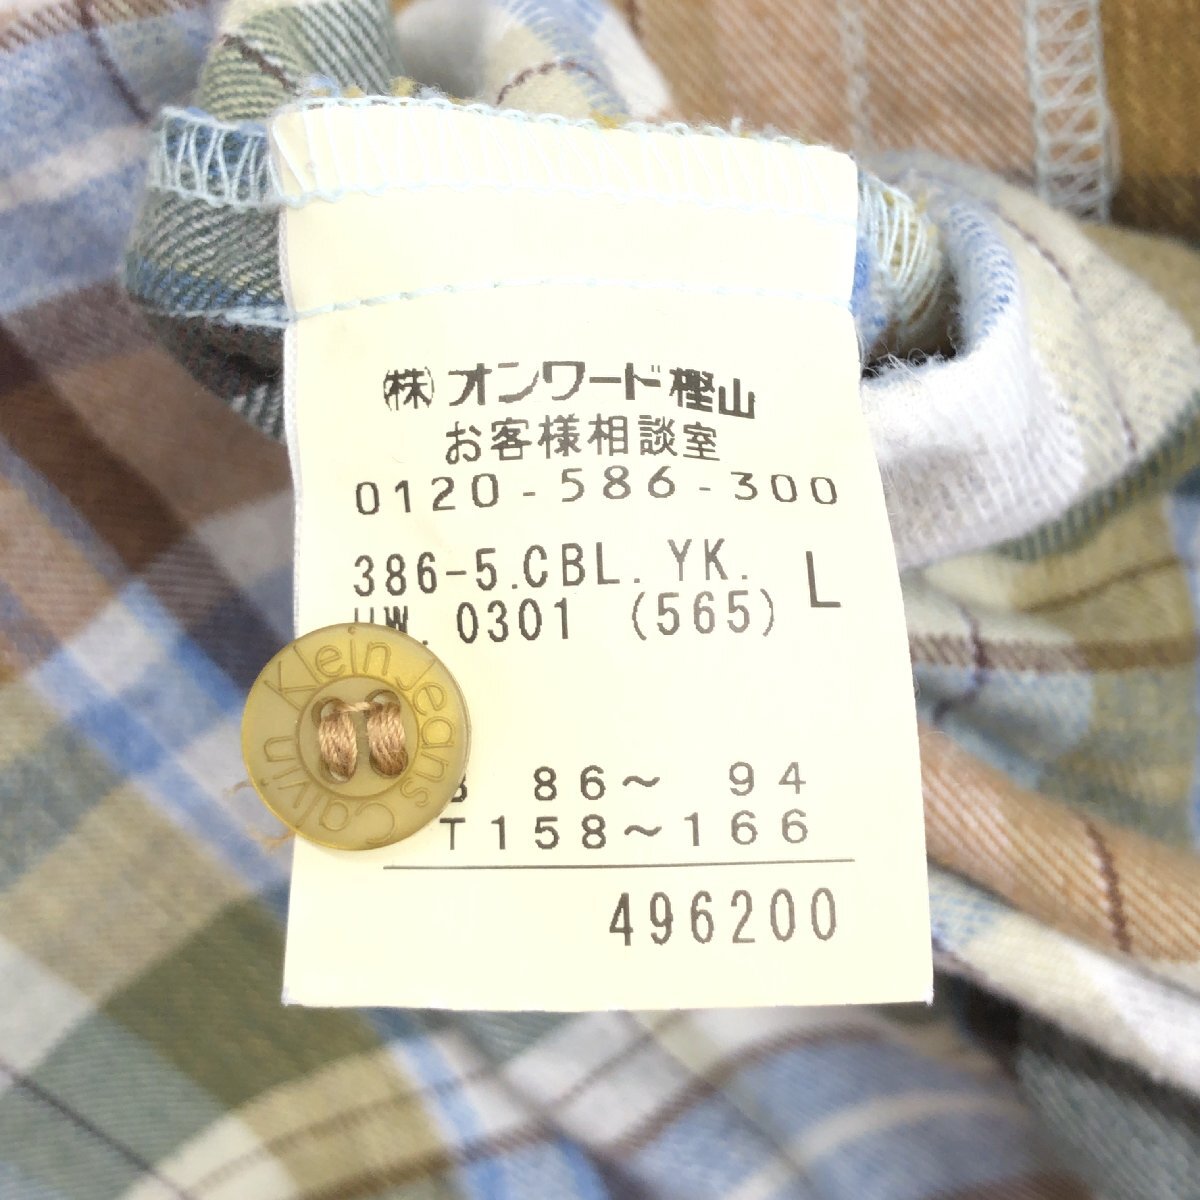 ㈱オンワード樫山
お客様相談室
0120-586-300
386-5.CBL.YK. L
UW. 0301 (565)
Calvin Klein Jeans
B 86～ 94
T158～166
496200